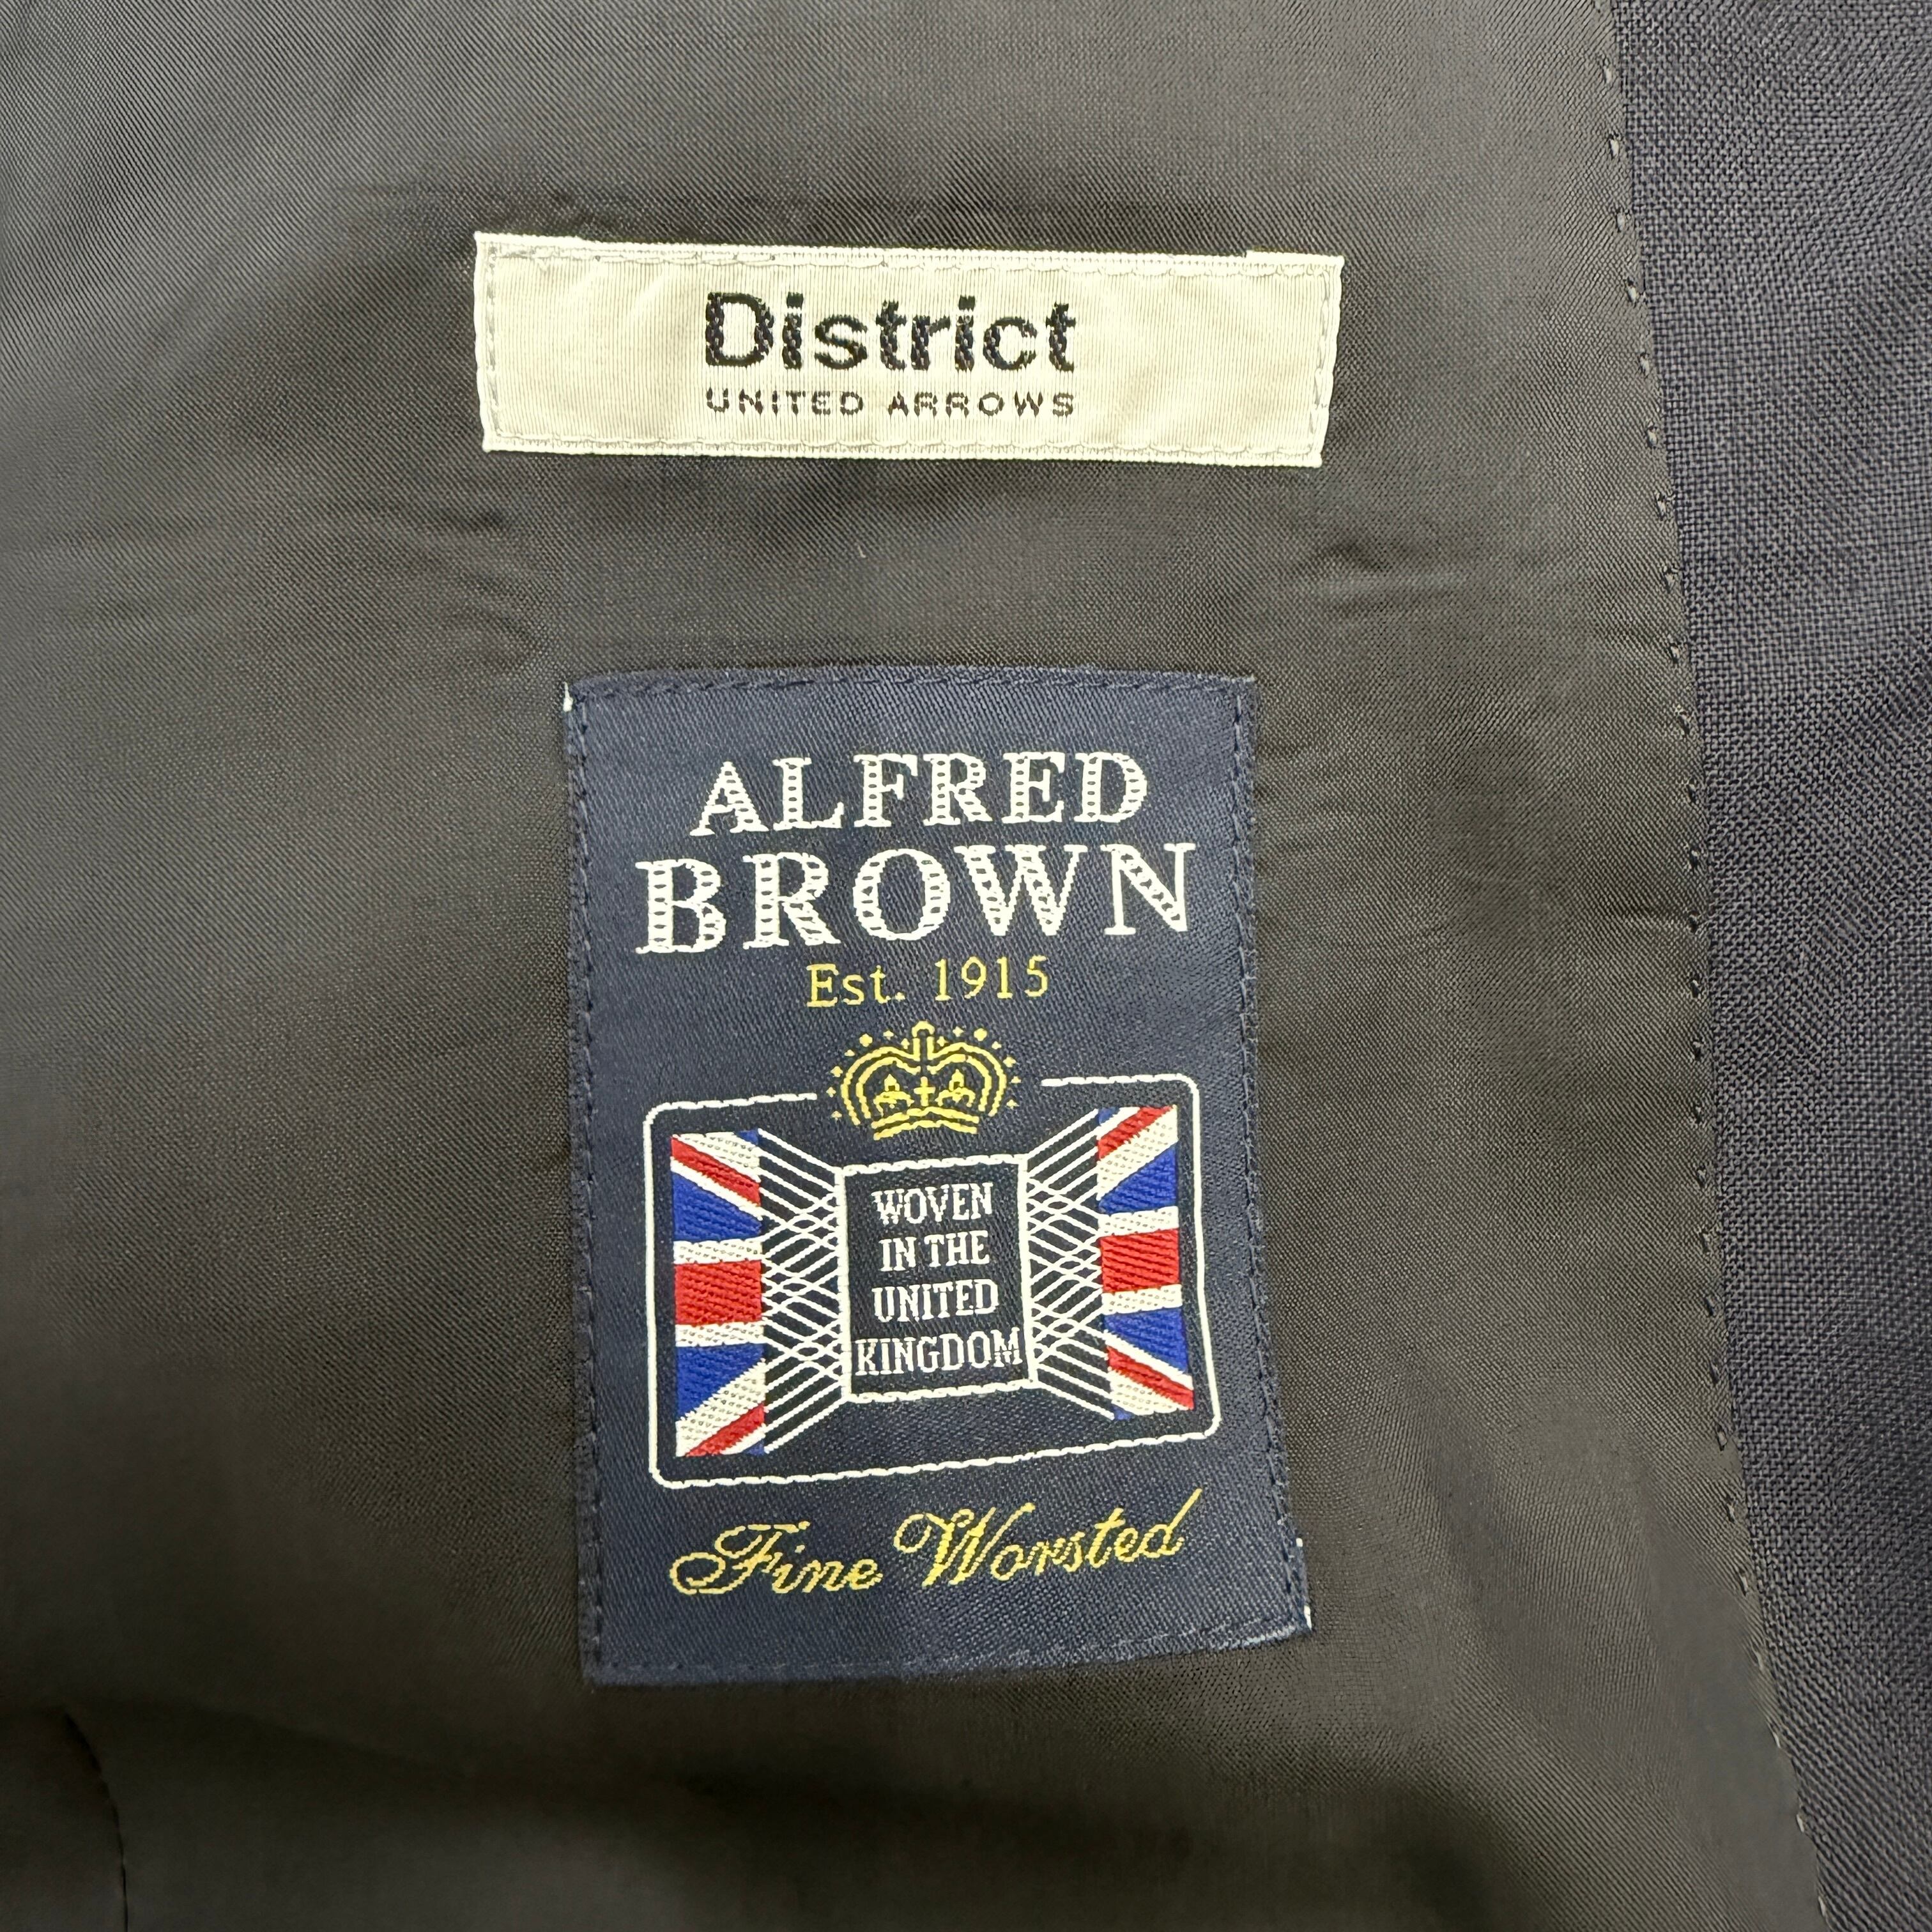 District
UNITED ARROWS
ALFRED
BROWN
Est. 1915
WOVEN
IN THE
UNITED
KINGDOM
Fine Worsted